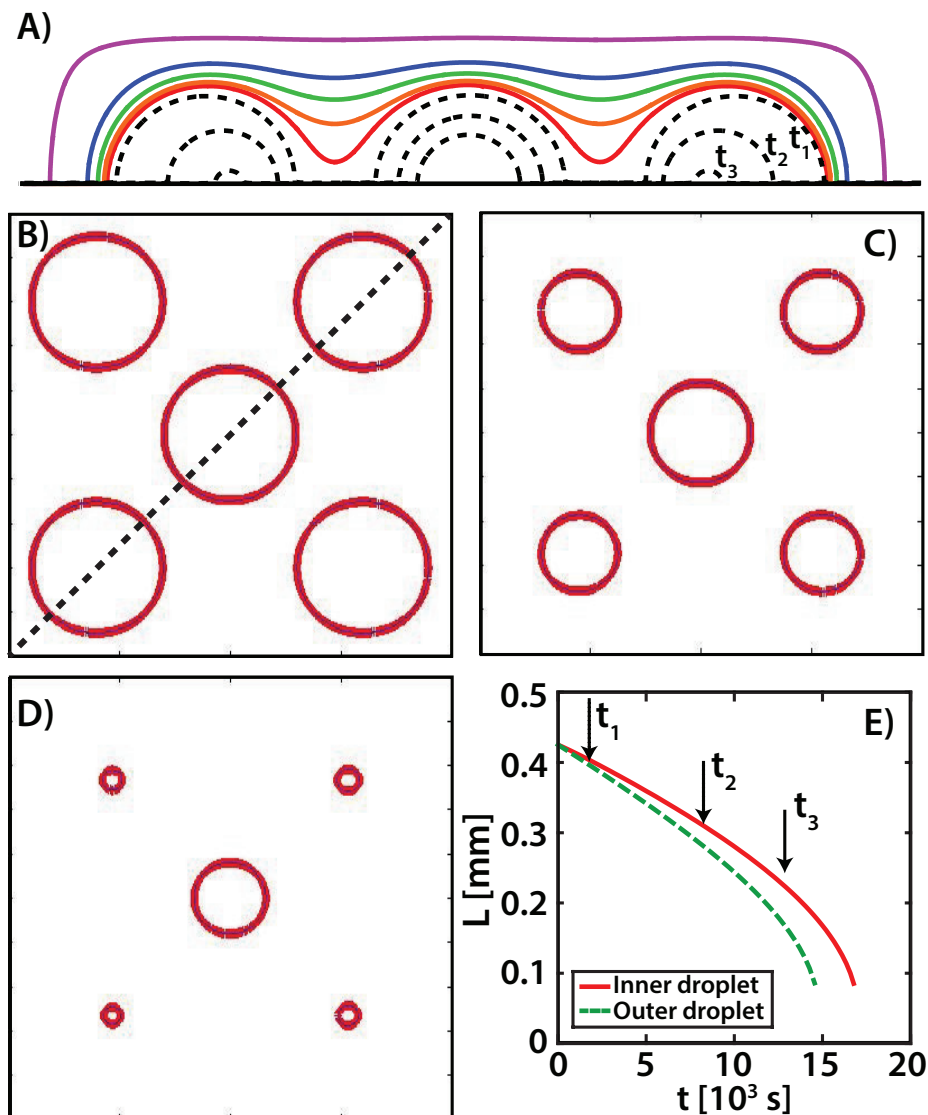 A)
t₁
t₂
t₃
B)
C)
D)
E)
0.5
0.4
0.3
0.2
0.1
0
L [mm]
t₁
t₂
t₃
Inner droplet
Outer droplet
0 5 10 15 20
t [10³ s]